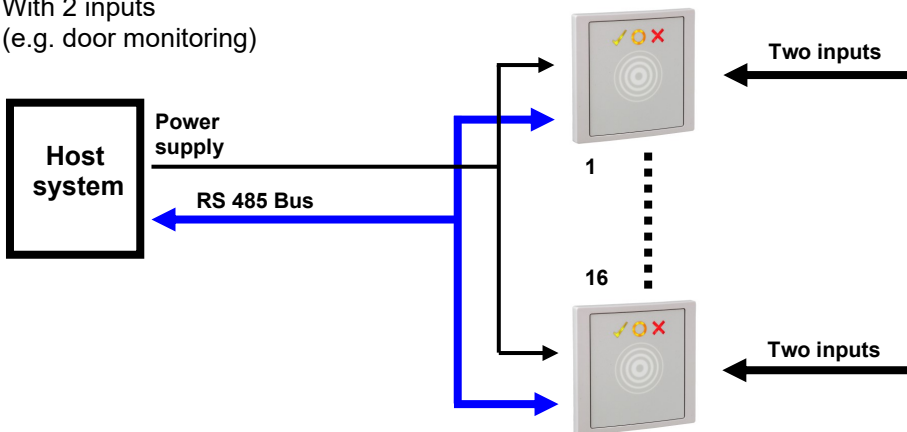 With 2 inputs
(e.g. door monitoring)
Two inputs
Power
supply
Host
system
1
RS 485 Bus
16
Two inputs